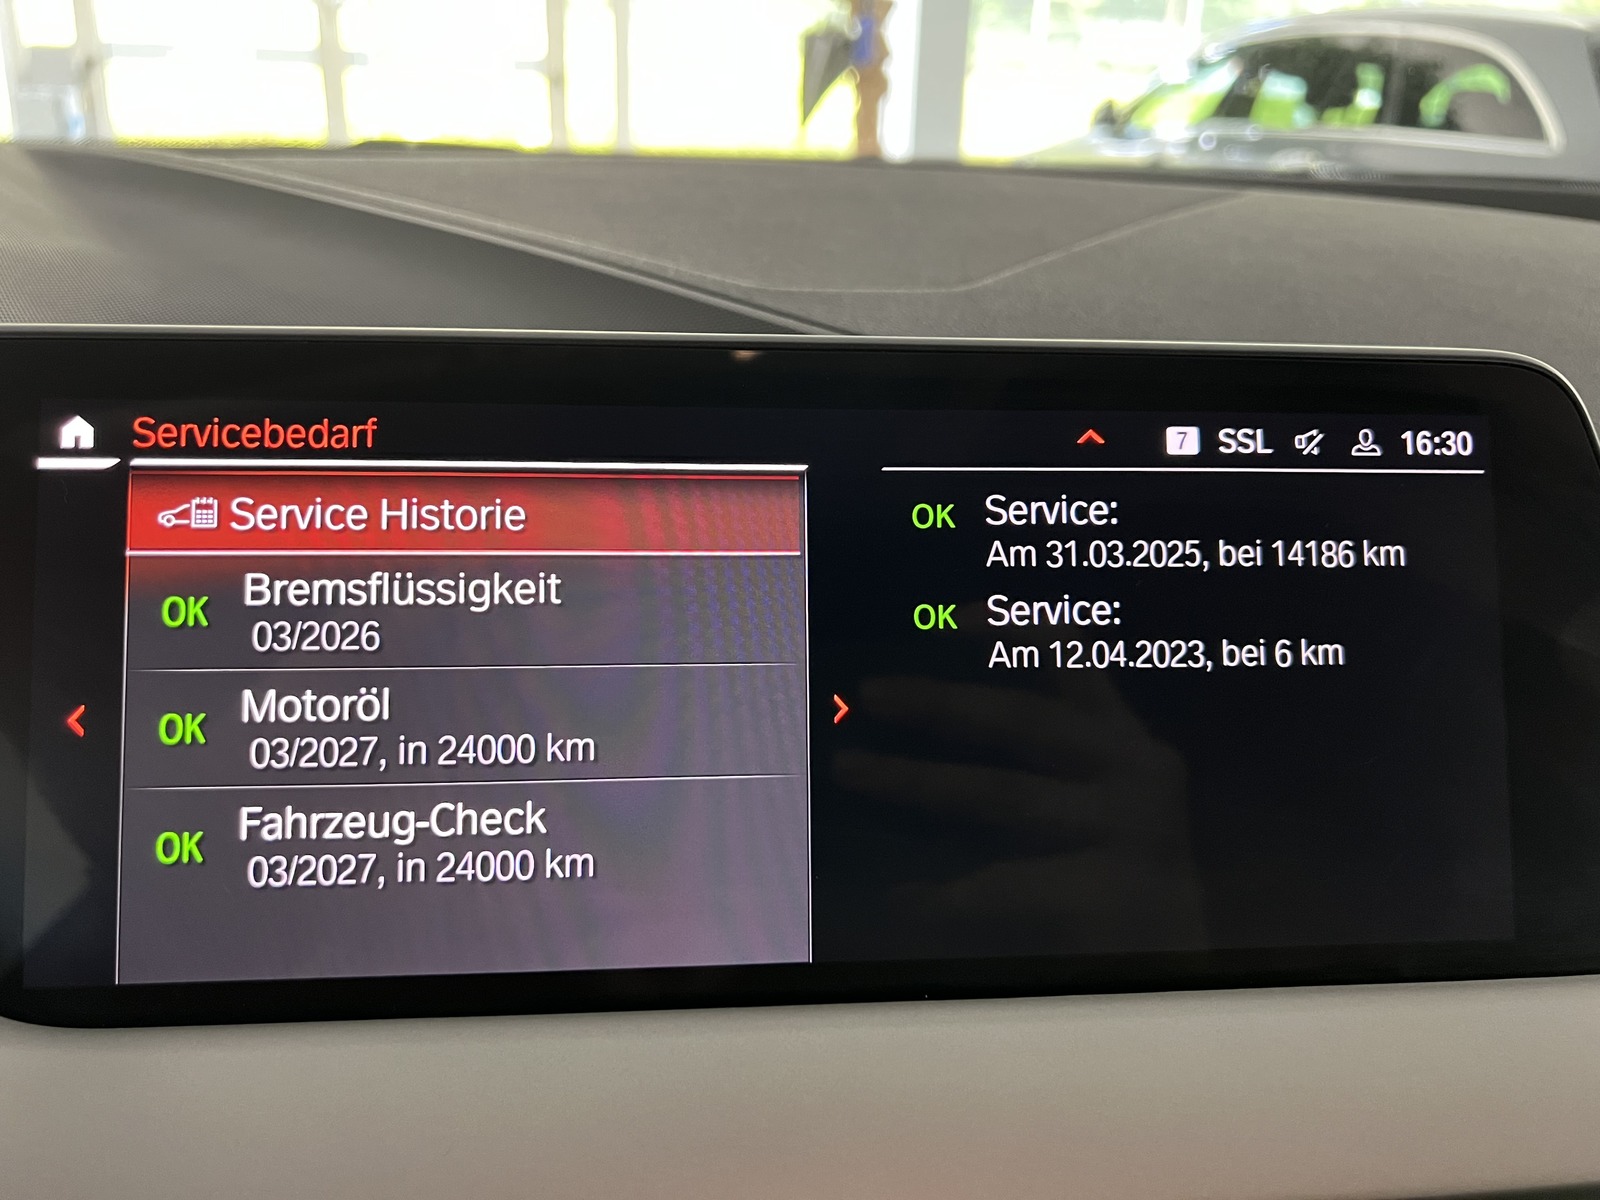 Servicebedarf
7 SSL 16:30
Service Historie
OK Bremsflüssigkeit
03/2026
OK Motoröl
03/2027, in 24000 km
OK Fahrzeug-Check
03/2027, in 24000 km
OK Service:
Am 31.03.2025, bei 14186 km
OK Service:
Am 12.04.2023, bei 6 km